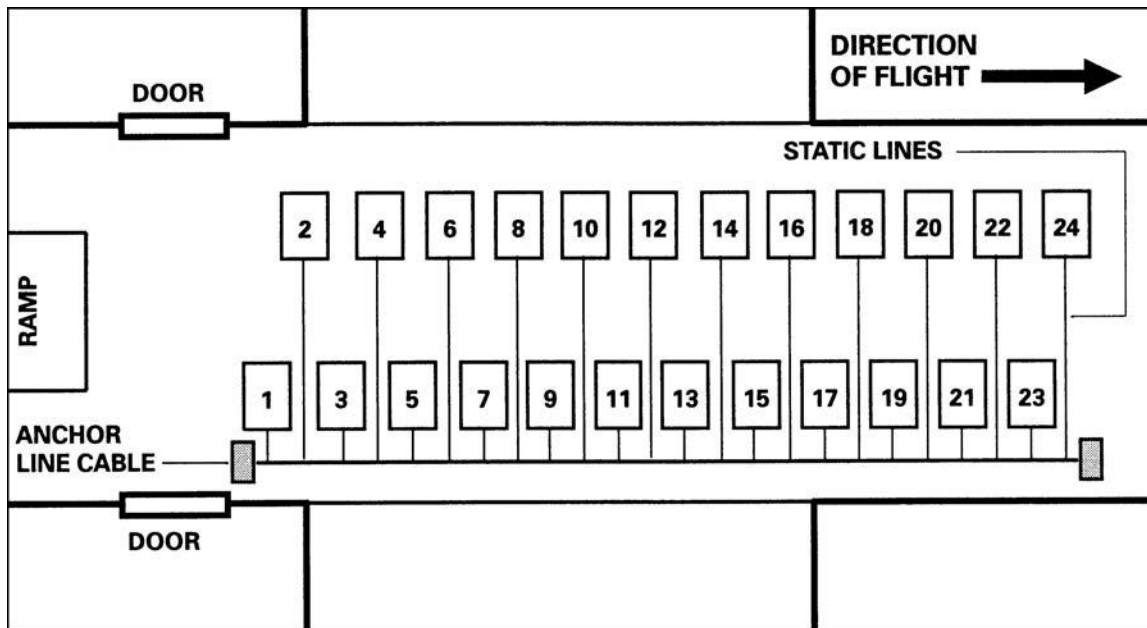 DIRECTION
OF FLIGHT
DOOR
STATIC LINES
2 4 6 8 10 12 14 16 18 20 22 24
RAMP
1 3 5 7 9 11 13 15 17 19 21 23
ANCHOR
LINE CABLE
DOOR